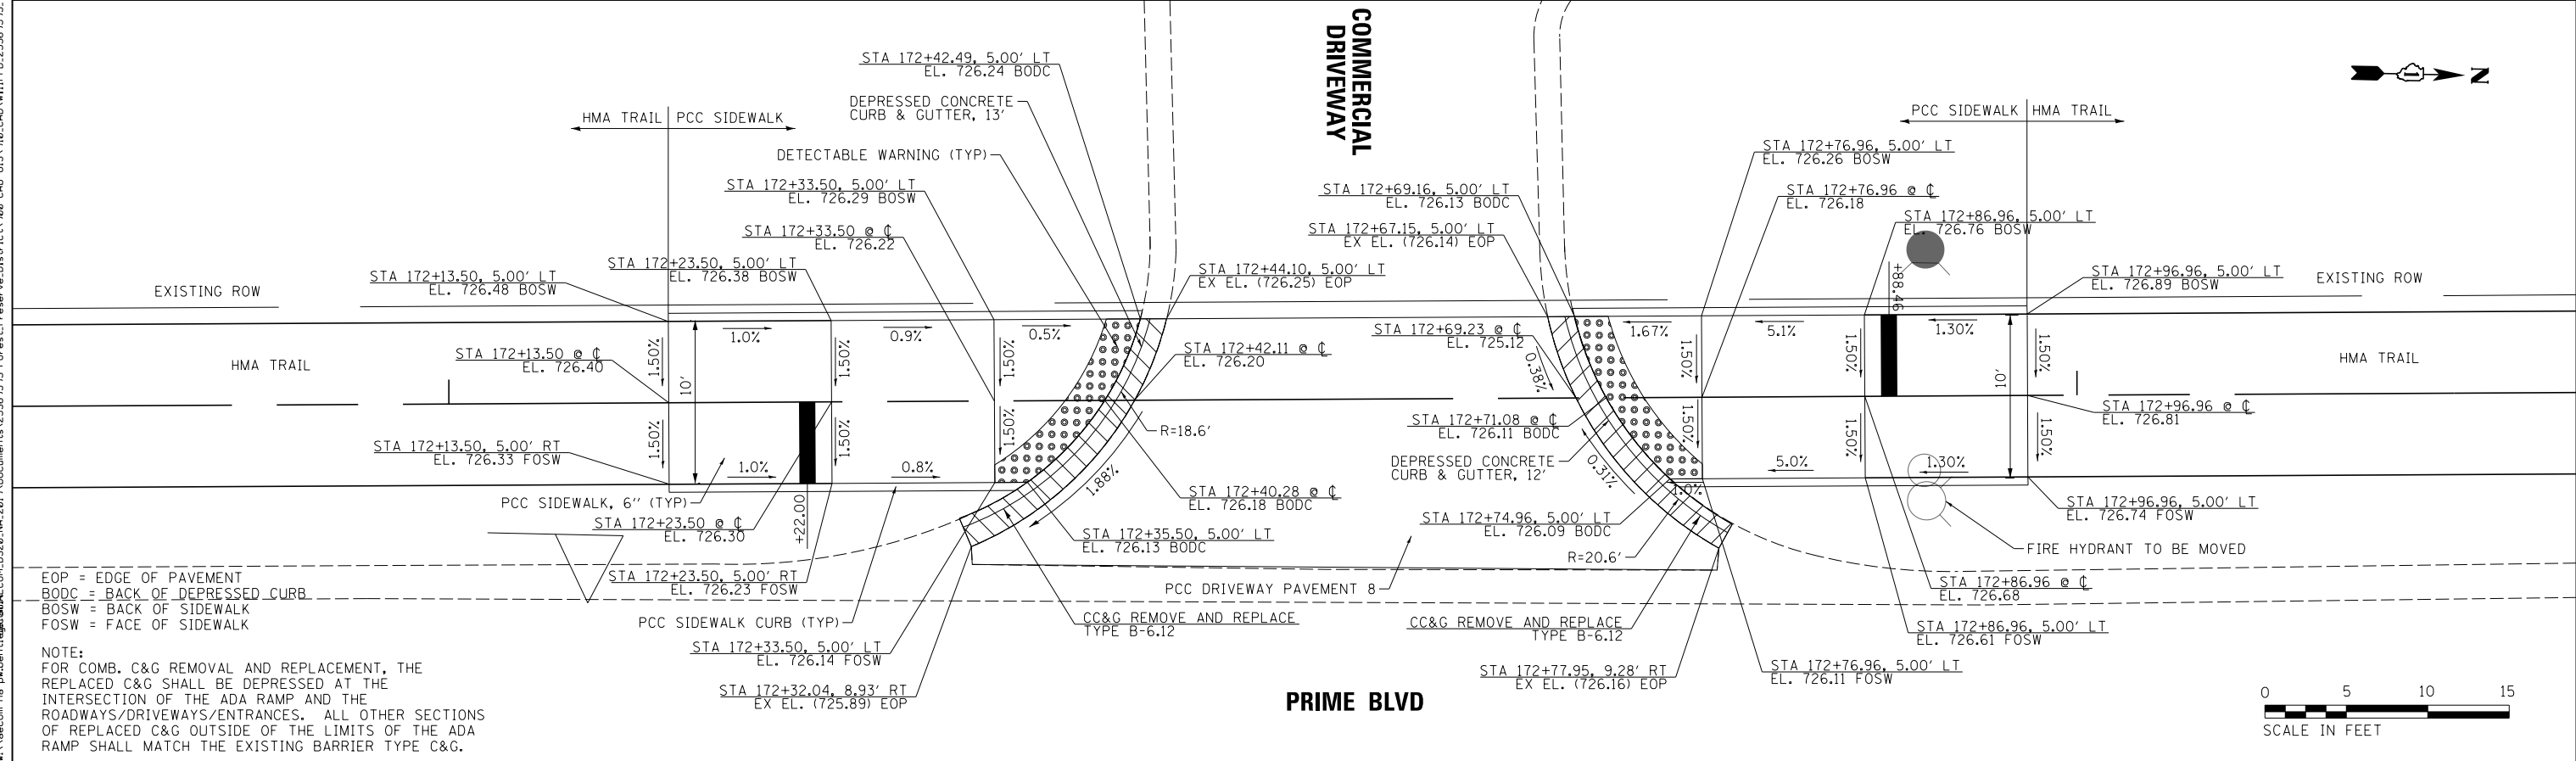 COMMERCIAL
DRIVEWAY
N
STA 172+42.49, 5.00' LT
EL. 726.24 BODC
DEPRESSED CONCRETE
CURB & GUTTER, 13'
HMA TRAIL
PCC SIDEWALK
DETECTABLE WARNING (TYP)
STA 172+33.50, 5.00' LT
EL. 726.29 BOSW
STA 172+33.50 @ ℄
EL. 726.22
STA 172+23.50, 5.00' LT
EL. 726.38 BOSW
STA 172+13.50, 5.00' LT
EL. 726.48 BOSW
EXISTING ROW
HMA TRAIL
STA 172+13.50 @ ℄
EL. 726.40
STA 172+13.50, 5.00' RT
EL. 726.33 FOSW
1.50%
1.50%
10'
1.0%
1.0%
1.50%
1.50%
0.9%
0.8%
1.50%
1.50%
0.5%
PCC SIDEWALK, 6" (TYP)
STA 172+23.50 @ ℄
EL. 726.30
+22.00
STA 172+23.50, 5.00' RT
EL. 726.23 FOSW
PCC SIDEWALK CURB (TYP)
STA 172+33.50, 5.00' LT
EL. 726.14 FOSW
STA 172+32.04, 8.93' RT
EX EL. (725.89) EOP
STA 172+44.10, 5.00' LT
EX EL. (726.25) EOP
STA 172+42.11 @ ℄
EL. 726.20
R=18.6'
1.88%
STA 172+40.28 @ ℄
EL. 726.18 BODC
STA 172+35.50, 5.00' LT
EL. 726.13 BODC
PCC DRIVEWAY PAVEMENT 8
CC&G REMOVE AND REPLACE
TYPE B-6.12
STA 172+69.16, 5.00' LT
EL. 726.13 BODC
STA 172+67.15, 5.00' LT
EX EL. (726.14) EOP
STA 172+69.23 @ ℄
EL. 725.12
0.38%
STA 172+71.08 @ ℄
EL. 726.11 BODC
DEPRESSED CONCRETE
CURB & GUTTER, 12'
0.31%
STA 172+74.96, 5.00' LT
EL. 726.09 BODC
R=20.6'
CC&G REMOVE AND REPLACE
TYPE B-6.12
STA 172+77.95, 9.28' RT
EX EL. (726.16) EOP
PCC SIDEWALK
HMA TRAIL
STA 172+76.96, 5.00' LT
EL. 726.26 BOSW
STA 172+76.96 @ ℄
EL. 726.18
STA 172+86.96, 5.00' LT
EL. 726.76 BOSW
+88.46
STA 172+96.96, 5.00' LT
EL. 726.89 BOSW
EXISTING ROW
1.67%
1.50%
1.50%
1.0%
5.1%
5.0%
1.50%
1.50%
1.30%
1.30%
10'
1.50%
1.50%
HMA TRAIL
STA 172+96.96 @ ℄
EL. 726.81
STA 172+96.96, 5.00' LT
EL. 726.74 FOSW
FIRE HYDRANT TO BE MOVED
STA 172+86.96 @ ℄
EL. 726.68
STA 172+86.96, 5.00' LT
EL. 726.61 FOSW
STA 172+76.96, 5.00' LT
EL. 726.11 FOSW
PRIME BLVD
EOP = EDGE OF PAVEMENT
BODC = BACK OF DEPRESSED CURB
BOSW = BACK OF SIDEWALK
FOSW = FACE OF SIDEWALK
NOTE:
FOR COMB. C&G REMOVAL AND REPLACEMENT, THE
REPLACED C&G SHALL BE DEPRESSED AT THE
INTERSECTION OF THE ADA RAMP AND THE
ROADWAYS/DRIVEWAYS/ENTRANCES. ALL OTHER SECTIONS
OF REPLACED C&G OUTSIDE OF THE LIMITS OF THE ADA
RAMP SHALL MATCH THE EXISTING BARRIER TYPE C&G.
0 5 10 15
SCALE IN FEET